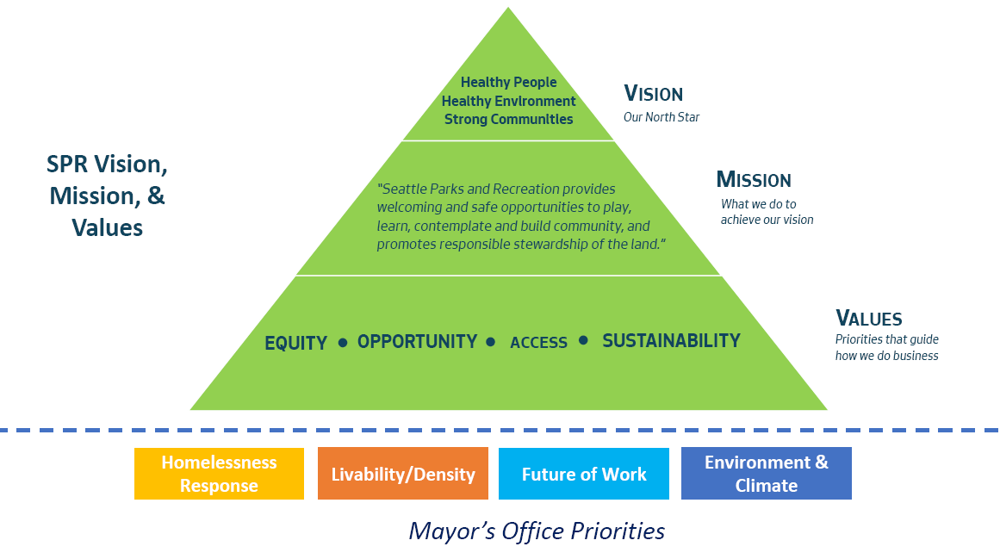 Healthy People
Healthy Environment
Strong Communities
VISION
Our North Star
SPR Vision,
Mission, &
Values
"Seattle Parks and Recreation provides
welcoming and safe opportunities to play,
learn, contemplate and build community, and
promotes responsible stewardship of the land."
MISSION
What we do to
achieve our vision
VALUES
Priorities that guide
how we do business
EQUITY • OPPORTUNITY • ACCESS • SUSTAINABILITY
Homelessness
Response
Livability/Density
Future of Work
Environment &
Climate
Mayor's Office Priorities